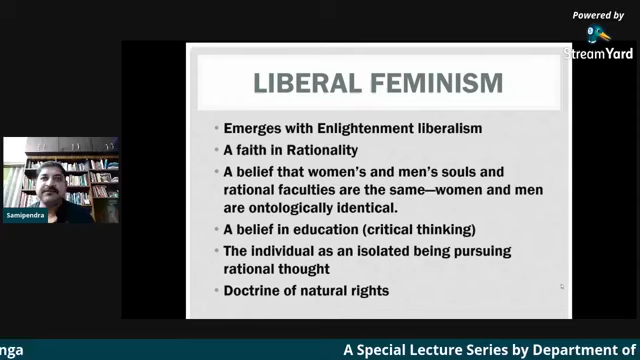 Powered by
StreamYard
LIBERAL FEMINISM
• Emerges with Enlightenment liberalism
• A faith in Rationality
• A belief that women's and men's souls and
rational faculties are the same—women and men
are ontologically identical.
• A belief in education (critical thinking)
• The individual as an isolated being pursuing
rational thought
• Doctrine of natural rights
Samipendra
nga
A Special Lecture Series by Department of